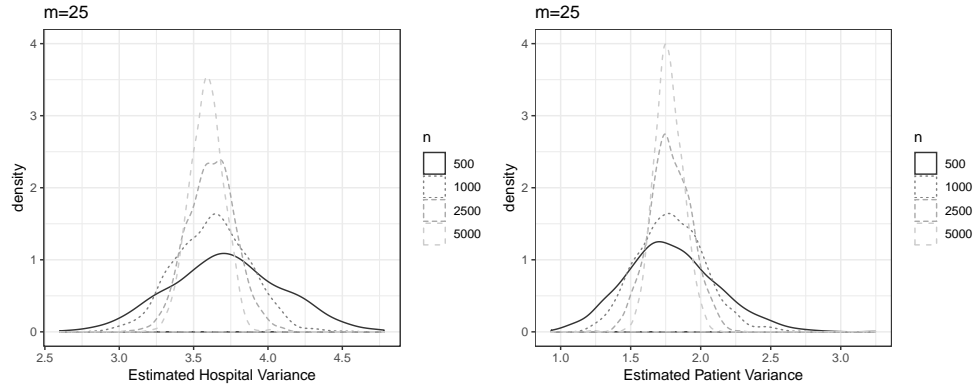 m=25
4
3
2
1
0
density
2.5 3.0 3.5 4.0 4.5
Estimated Hospital Variance
n
500
1000
2500
5000
m=25
4
3
2
1
0
density
1.0 1.5 2.0 2.5 3.0
Estimated Patient Variance
n
500
1000
2500
5000